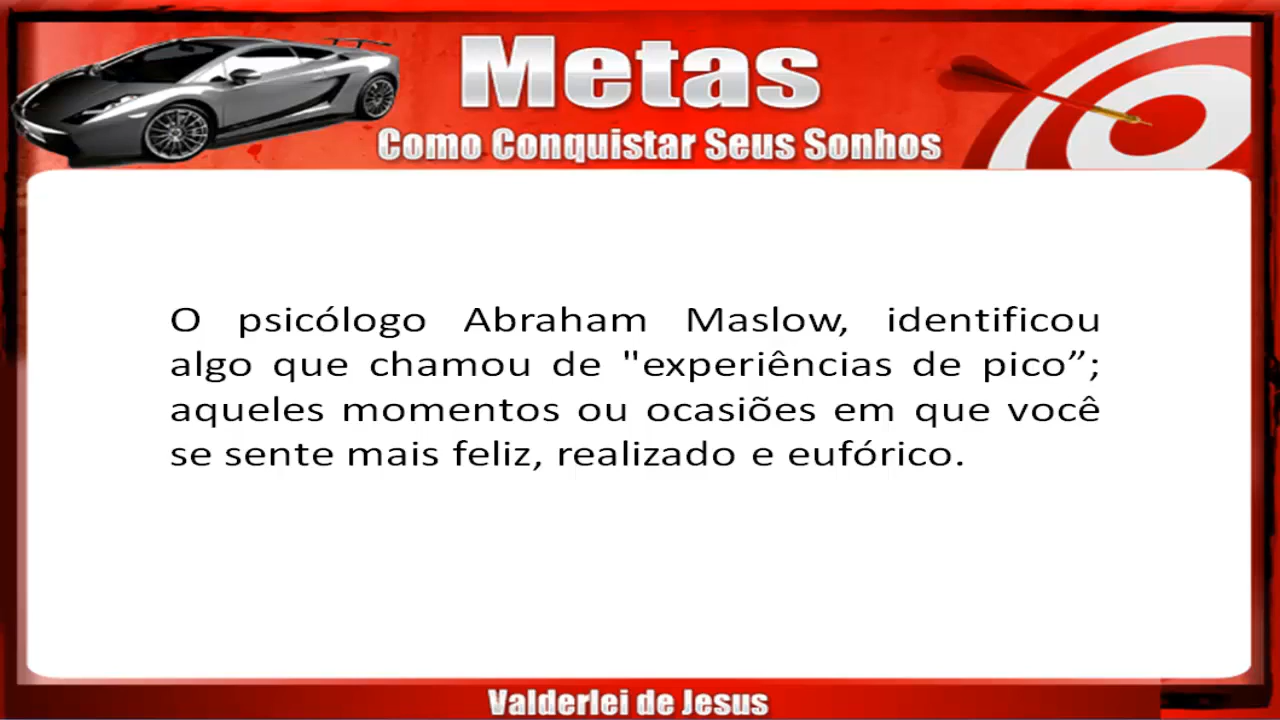 Metas
Como Conquistar Seus Sonhos
O psicólogo Abraham Maslow, identificou
algo que chamou de "experiências de pico”;
aqueles momentos ou ocasiões em que você
se sente mais feliz, realizado e eufórico.
Valderlei de Jesus